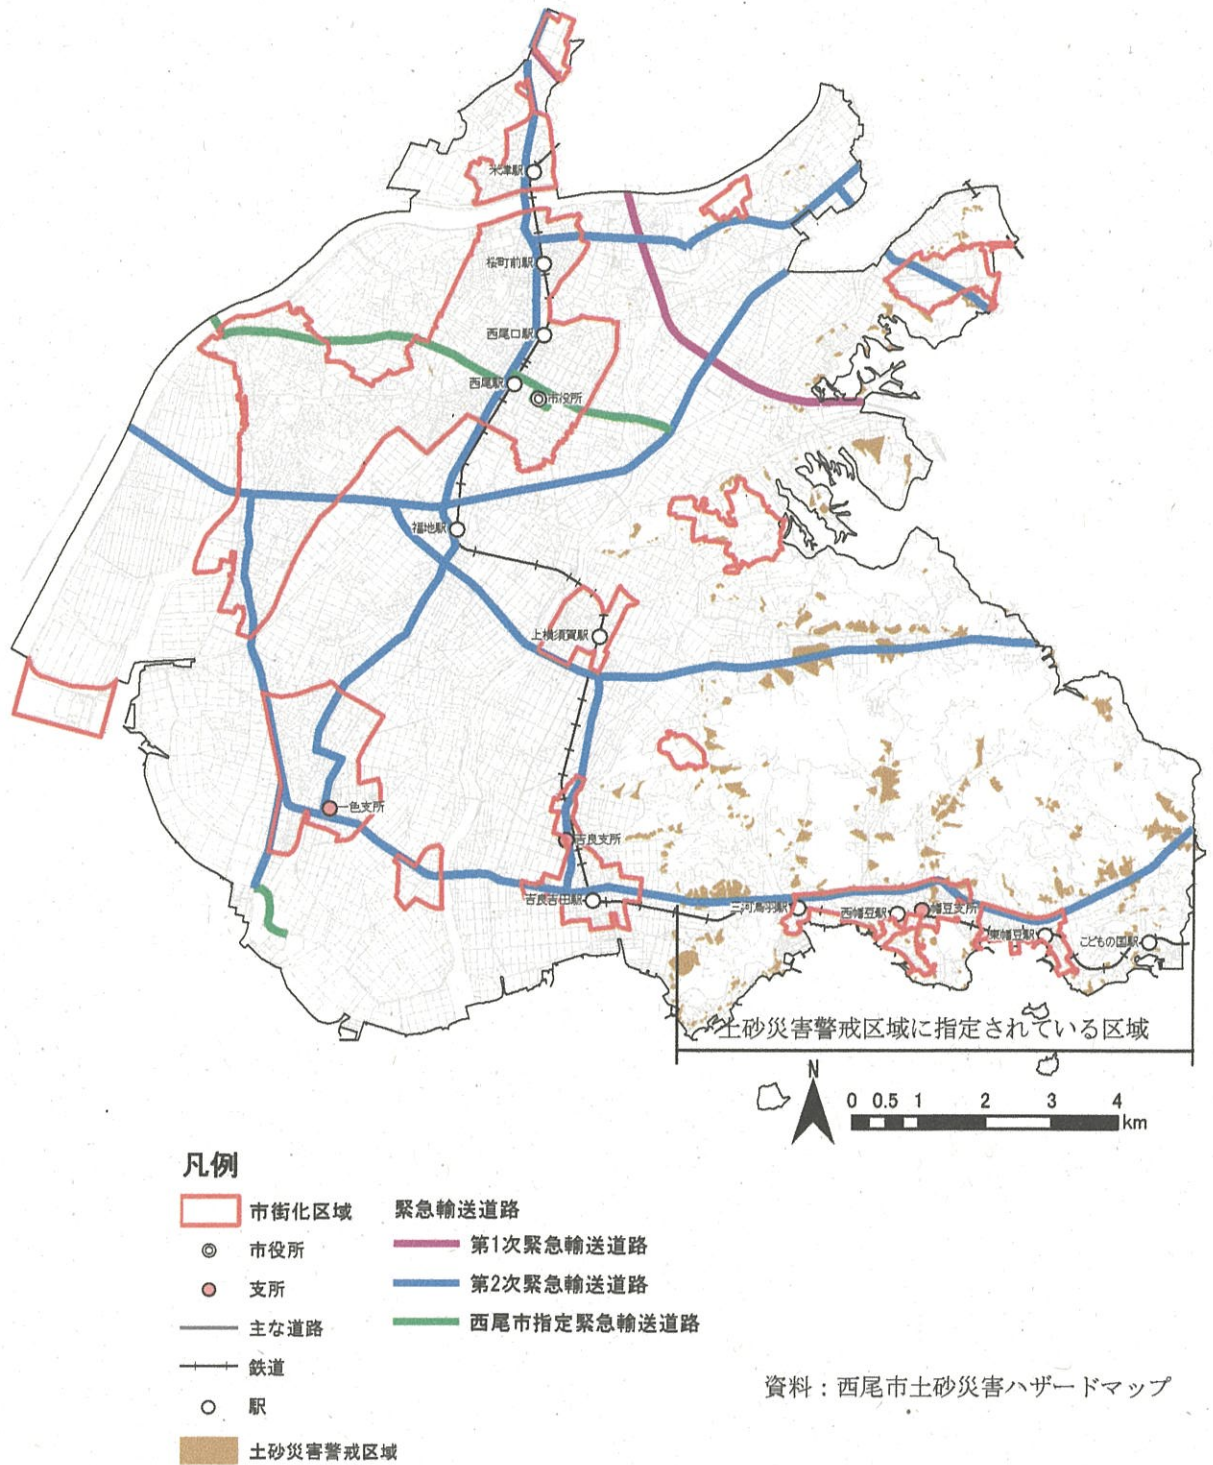 米津駅
桜町前駅
西尾口駅
西尾駅
市役所
福地駅
上横須賀駅
一色支所
吉良支所
吉良吉田駅
三河鳥羽駅
西幡豆駅
幡豆支所
東幡豆駅
こどもの国駅
土砂災害警戒区域に指定されている区域
N
0 0.5 1 2 3 4
km
凡例
市街化区域
市役所
支所
主な道路
鉄道
駅
土砂災害警戒区域
緊急輸送道路
第1次緊急輸送道路
第2次緊急輸送道路
西尾市指定緊急輸送道路
資料：西尾市土砂災害ハザードマップ